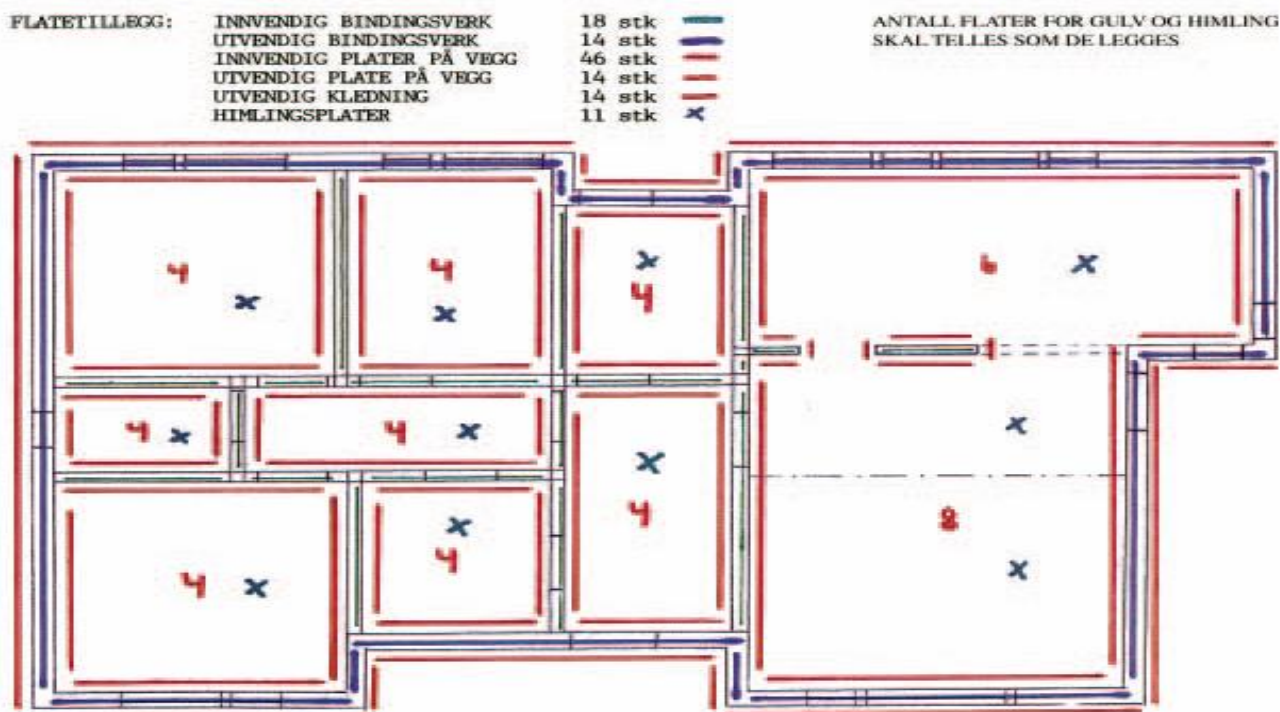 FLATETILLEGG: INNVENDIG BINDINGSVERK 18 stk
UTVENDIG BINDINGSVERK 14 stk
INNVENDIG PLATER PÅ VEGG 46 stk
UTVENDIG PLATE PÅ VEGG 14 stk
UTVENDIG KLEDNING 14 stk
HIMLINGSPLATER 11 stk x
ANTALL FLATER FOR GULV OG HIMLING
SKAL TELLES SOM DE LEGGES
4 x
4 x
x 4
6 x
4 x
4 x
x 4
x
8 x
4 x
x 4